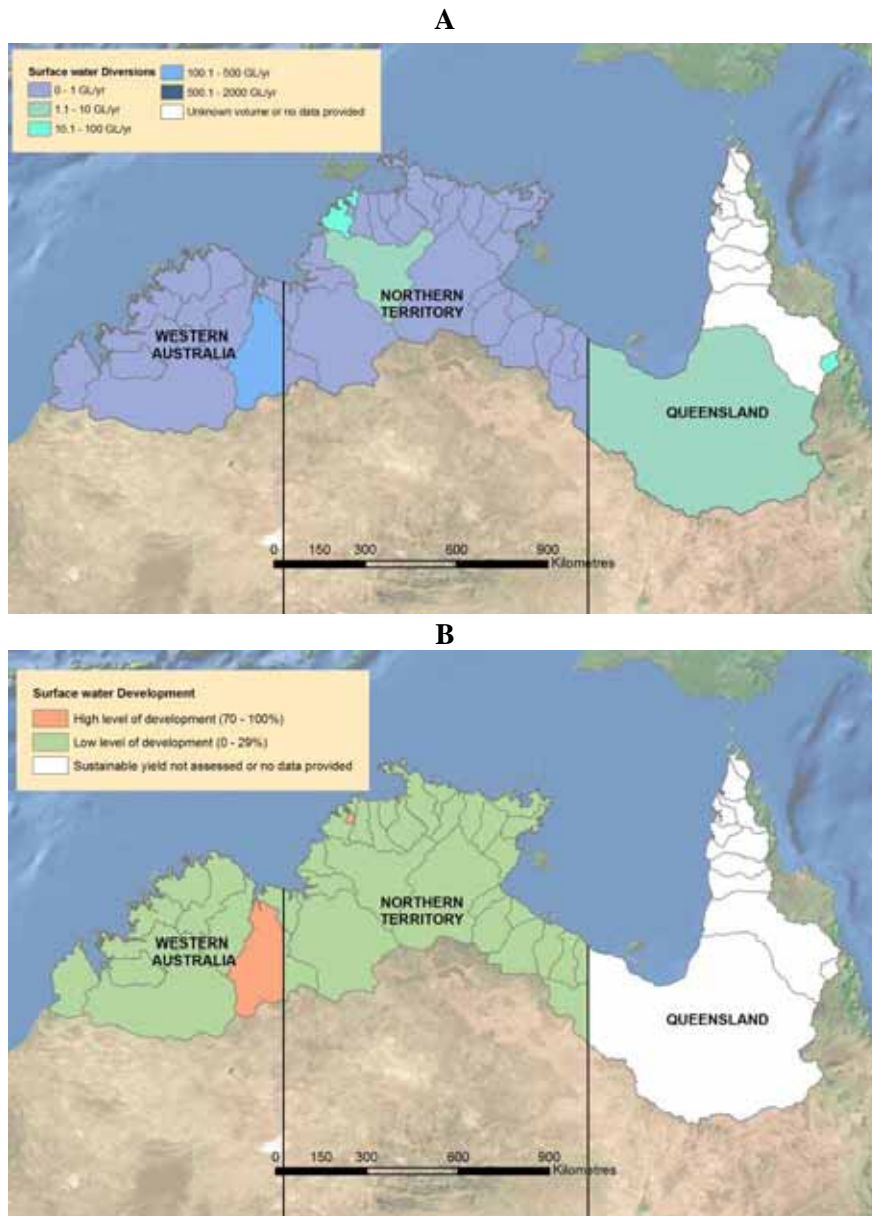 A
Surface water Diversions
0 - 1 GL/yr
1.1 - 10 GL/yr
10.1 - 100 GL/yr
100.1 - 500 GL/yr
500.1 - 2000 GL/yr
Unknown volume or no data provided
NORTHERN
TERRITORY
WESTERN
AUSTRALIA
QUEENSLAND
0 150 300 600 900
Kilometres
B
Surface water Development
High level of development (70 - 100%)
Low level of development (0 - 29%)
Sustainable yield not assessed or no data provided
NORTHERN
TERRITORY
WESTERN
AUSTRALIA
QUEENSLAND
0 150 300 600 900
Kilometres